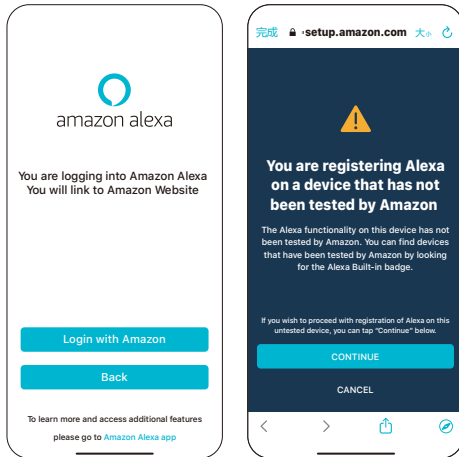 amazon alexa
You are logging into Amazon Alexa
You will link to Amazon Website
Login with Amazon
Back
To learn more and access additional features
please go to Amazon Alexa app
完成
setup.amazon.com
大小
You are registering Alexa
on a device that has not
been tested by Amazon
The Alexa functionality on this device has not
been tested by Amazon. You can find devices
that have been tested by Amazon by looking
for the Alexa Built-in badge.
If you wish to proceed with registration of Alexa on this
untested device, you can tap “Continue” below.
CONTINUE
CANCEL